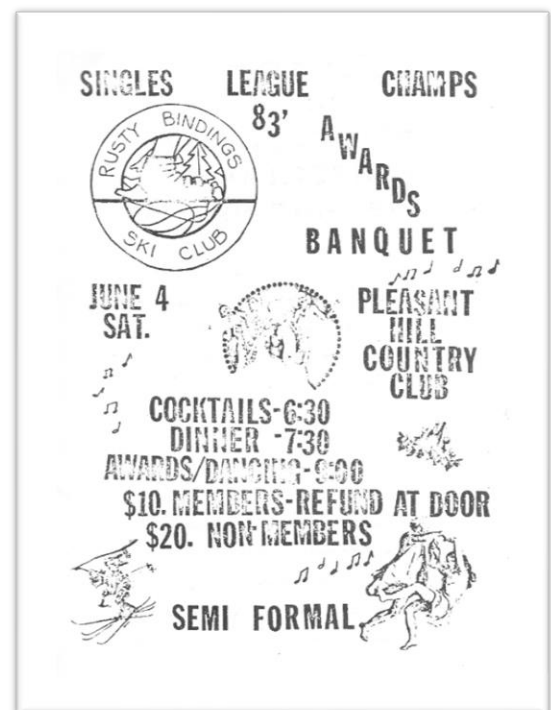 SINGLES LEAGUE CHAMPS
83'
AWARDS
BANQUET
RUSTY BINDINGS
SKI CLUB
JUNE 4
SAT.
PLEASANT
HILL
COUNTRY
CLUB
COCKTAILS-6:30
DINNER -7:30
AWARDS/DANCING-9:00
$10. MEMBERS-REFUND AT DOOR
$20. NON-MEMBERS
SEMI FORMAL